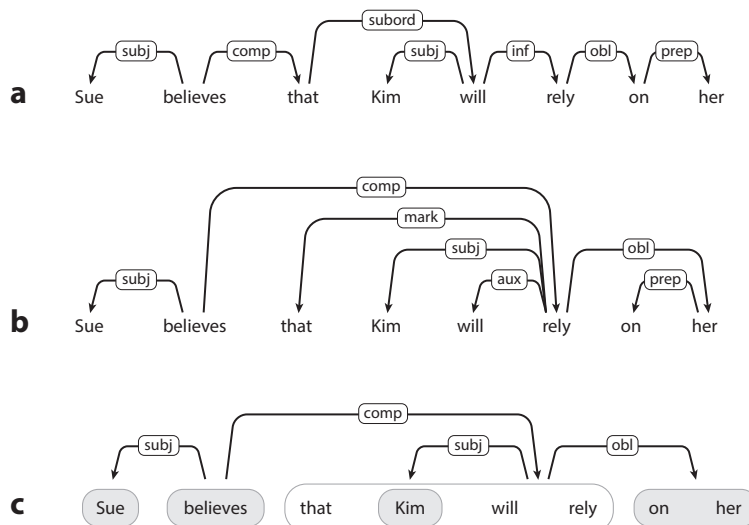 subord
subj comp subj inf obl prep
a Sue believes that Kim will rely on her
comp
mark
subj obl
subj aux prep
b Sue believes that Kim will rely on her
comp
subj subj obl
c Sue believes that Kim will rely on her